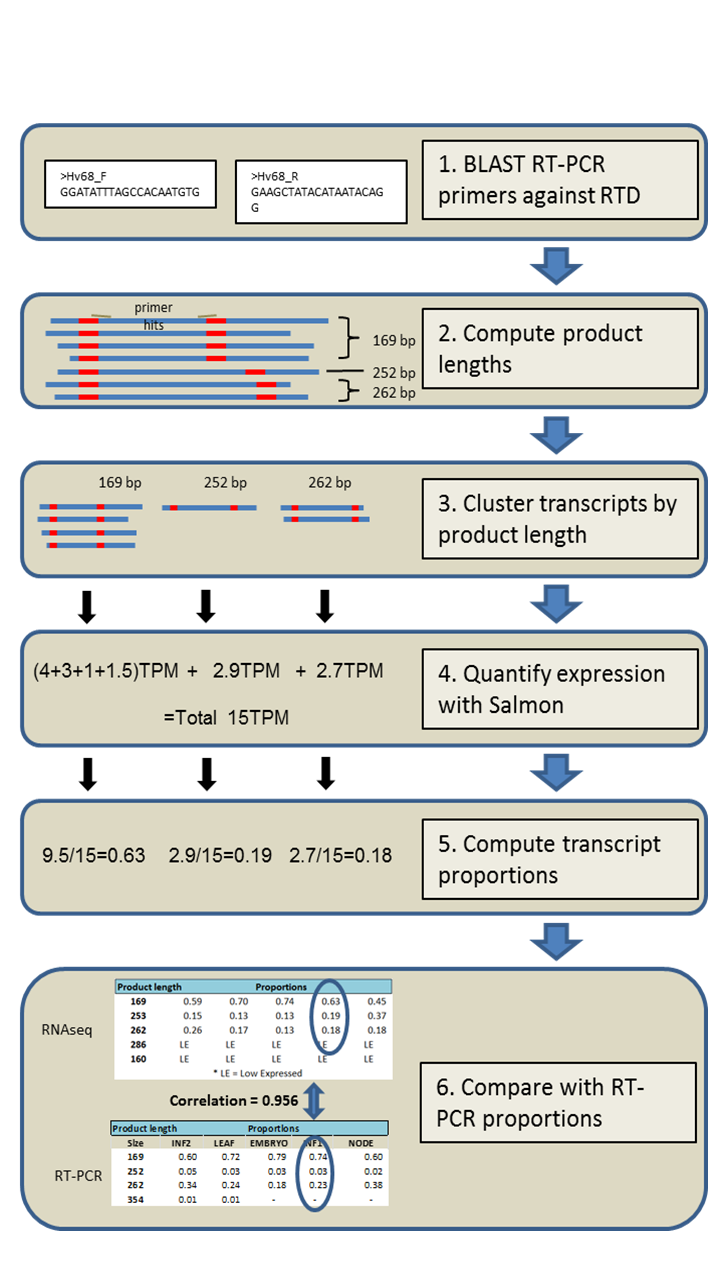 >Hv68_F
GGATATTTAGCCACAATGTG
>Hv68_R
GAAGCTATACATAATACAG
G
1. BLAST RT-PCR
primers against RTD
primer
hits
169 bp
252 bp
262 bp
2. Compute product
lengths
169 bp 252 bp 262 bp
3. Cluster transcripts by
product length
(4+3+1+1.5)TPM + 2.9TPM + 2.7TPM
=Total 15TPM
4. Quantify expression
with Salmon
9.5/15=0.63 2.9/15=0.19 2.7/15=0.18
5. Compute transcript
proportions
RNAseq
Product length Proportions
169 0.59 0.70 0.74 0.63 0.45
253 0.15 0.13 0.13 0.19 0.37
262 0.26 0.17 0.13 0.18 0.18
286 LE LE LE LE LE
160 LE LE LE LE LE
* LE = Low Expressed
Correlation = 0.956
RT-PCR
Product length Proportions
Size INF2 LEAF EMBRYO INF1 NODE
169 0.60 0.72 0.79 0.74 0.60
252 0.05 0.03 0.03 0.03 0.02
262 0.34 0.24 0.18 0.23 0.38
354 0.01 0.01 - - -
6. Compare with RT-
PCR proportions